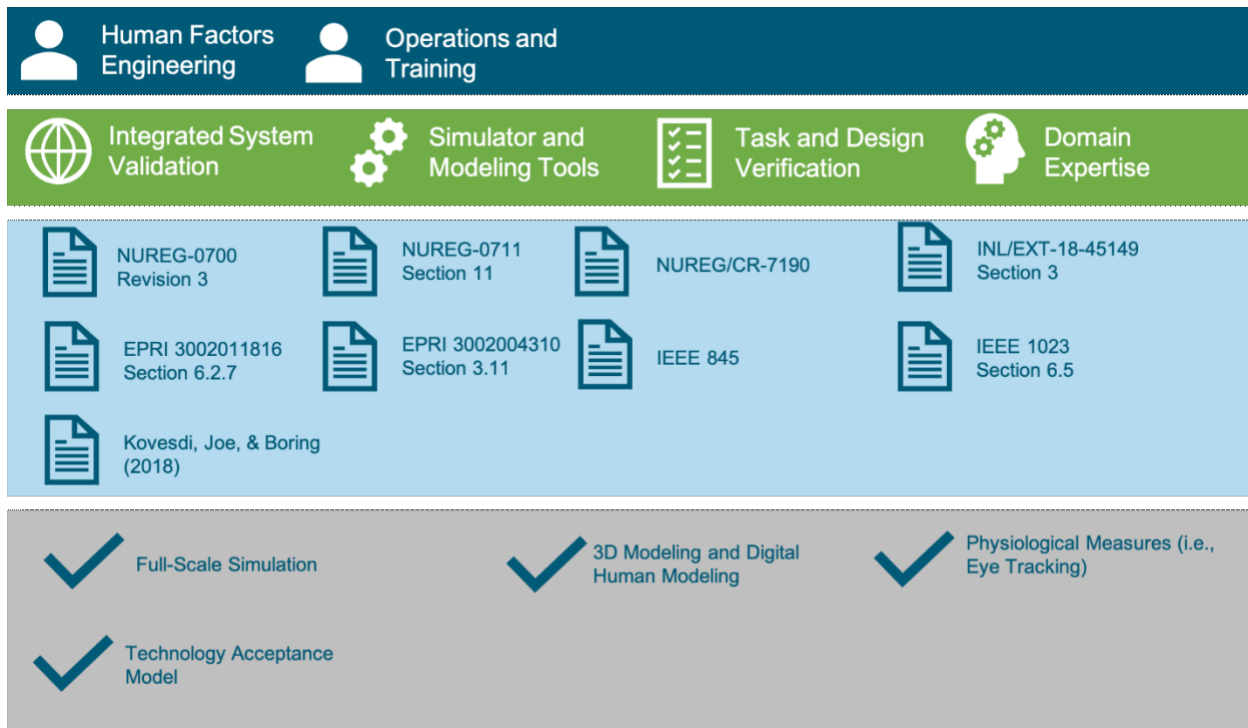 Human Factors
Engineering
Operations and
Training
Integrated System
Validation
Simulator and
Modeling Tools
Task and Design
Verification
Domain
Expertise
NUREG-0700
Revision 3
NUREG-0711
Section 11
NUREG/CR-7190
INL/EXT-18-45149
Section 3
EPRI 3002011816
Section 6.2.7
EPRI 3002004310
Section 3.11
IEEE 845
IEEE 1023
Section 6.5
Kovesdi, Joe, & Boring
(2018)
Full-Scale Simulation
3D Modeling and Digital
Human Modeling
Physiological Measures (i.e.,
Eye Tracking)
Technology Acceptance
Model